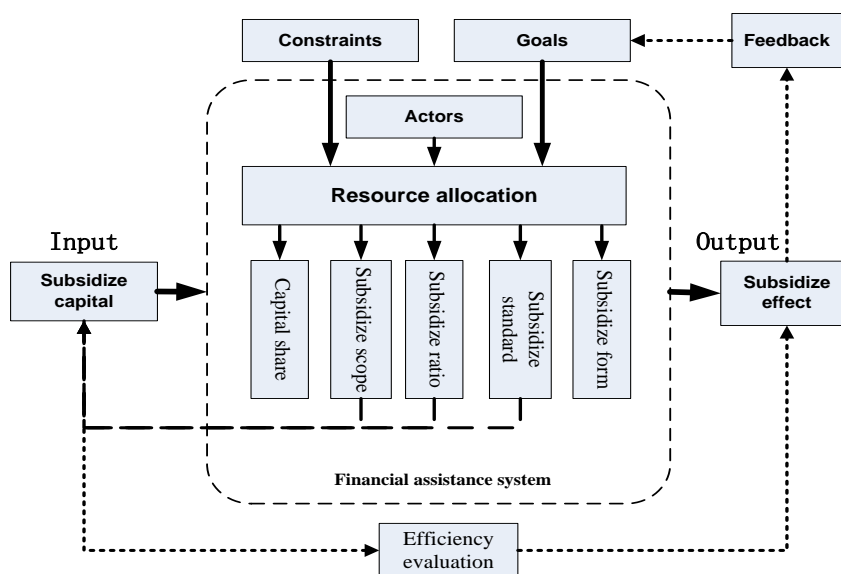 Constraints
Goals
Feedback
Actors
Resource allocation
Input
Output
Subsidize
capital
Capital share
Subsidize scope
Subsidize ratio
Subsidize
standard
Subsidize form
Subsidize
effect
Financial assistance system
Efficiency
evaluation